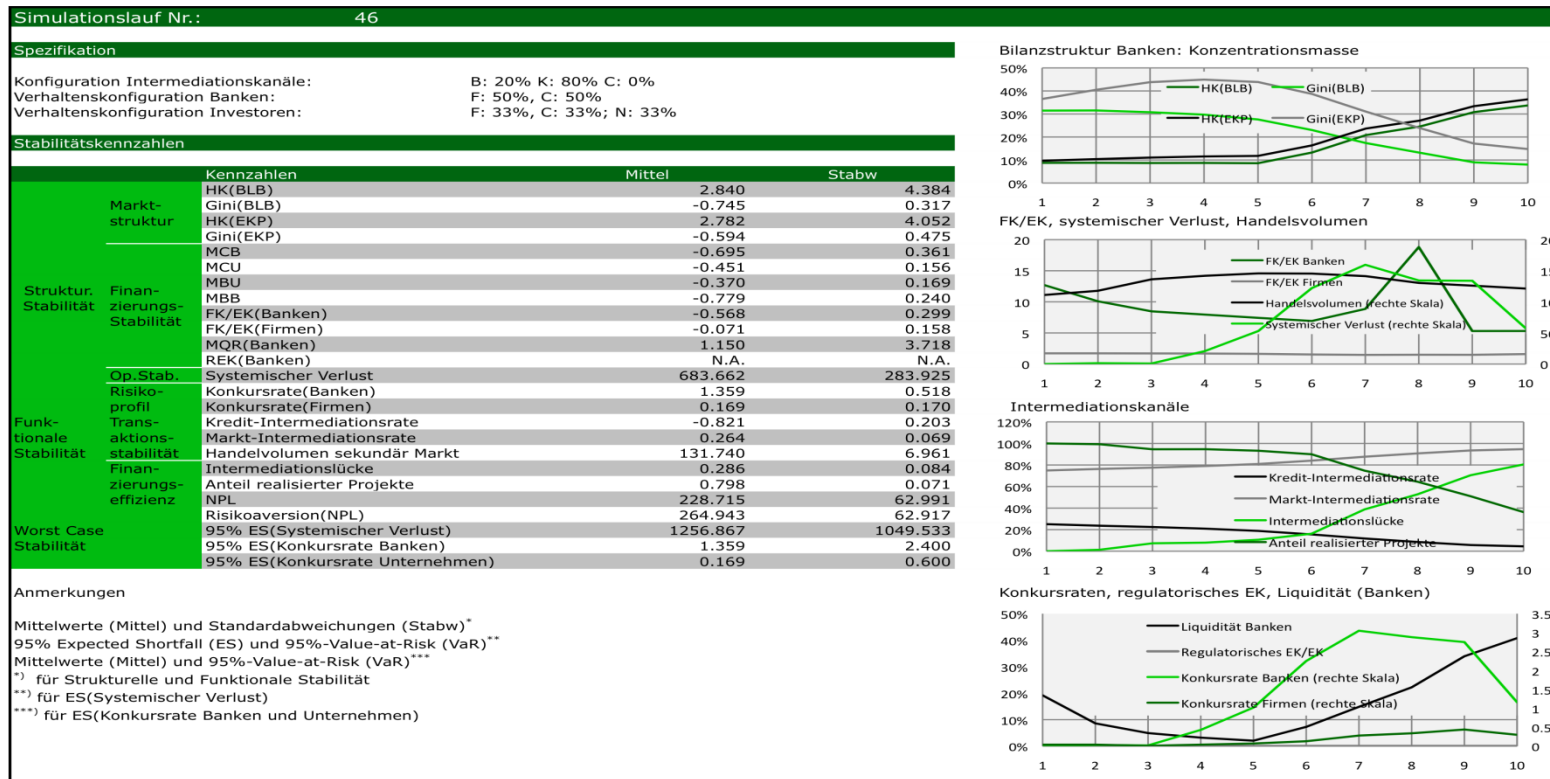 Simulationslauf Nr.: 46
Spezifikation
Konfiguration Intermediationskanäle: B: 20% K: 80% C: 0%
Verhaltenskonfiguration Banken: F: 50%, C: 50%
Verhaltenskonfiguration Investoren: F: 33%, C: 33%; N: 33%
Stabilitätskennzahlen
Kennzahlen Mittel Stabw
HK(BLB) 2.840 4.384
Markt- Gini(BLB) -0.745 0.317
struktur HK(EKP) 2.782 4.052
Gini(EKP) -0.594 0.475
MCB -0.695 0.361
MCU -0.451 0.156
Struktur. Finan- MBU -0.370 0.169
Stabilität zierungs- MBB -0.779 0.240
Stabilität FK/EK(Banken) -0.568 0.299
FK/EK(Firmen) -0.071 0.158
MQR(Banken) 1.150 3.718
REK(Banken) N.A. N.A.
Op.Stab. Systemischer Verlust 683.662 283.925
Risiko- Konkursrate(Banken) 1.359 0.518
profil Konkursrate(Firmen) 0.169 0.170
Funk- Trans- Kredit-Intermediationsrate -0.821 0.203
tionale aktions- Markt-Intermediationsrate 0.264 0.069
Stabilität stabilität Handelvolumen sekundär Markt 131.740 6.961
Finan- Intermediationslücke 0.286 0.084
zierungs- Anteil realisierter Projekte 0.798 0.071
effizienz NPL 228.715 62.991
Risikoaversion(NPL) 264.943 62.917
Worst Case 95% ES(Systemischer Verlust) 1256.867 1049.533
Stabilität 95% ES(Konkursrate Banken) 1.359 2.400
95% ES(Konkursrate Unternehmen) 0.169 0.600
Anmerkungen
Mittelwerte (Mittel) und Standardabweichungen (Stabw)*
95% Expected Shortfall (ES) und 95%-Value-at-Risk (VaR)**
Mittelwerte (Mittel) und 95%-Value-at-Risk (VaR)***
*) für Strukturelle und Funktionale Stabilität
**) für ES(Systemischer Verlust)
***) für ES(Konkursrate Banken und Unternehmen)
Bilanzstruktur Banken: Konzentrationsmasse
50%
40%
30%
20%
10%
0%
HK(BLB) Gini(BLB)
HK(EKP) Gini(EKP)
1 2 3 4 5 6 7 8 9 10
FK/EK, systemischer Verlust, Handelsvolumen
20
15
10
5
0
FK/EK Banken
FK/EK Firmen
Handelsvolumen (rechte Skala)
Systemischer Verlust (rechte Skala)
1 2 3 4 5 6 7 8 9 10
Intermediationskanäle
120%
100%
80%
60%
40%
20%
0%
Kredit-Intermediationsrate
Markt-Intermediationsrate
Intermediationslücke
Anteil realisierter Projekte
1 2 3 4 5 6 7 8 9 10
Konkursraten, regulatorisches EK, Liquidität (Banken)
50%
40%
30%
20%
10%
0%
Liquidität Banken
Regulatorisches EK/EK
Konkursrate Banken (rechte Skala)
Konkursrate Firmen (rechte Skala)
3.5
3
2.5
2
1.5
1
0.5
0
1 2 3 4 5 6 7 8 9 10